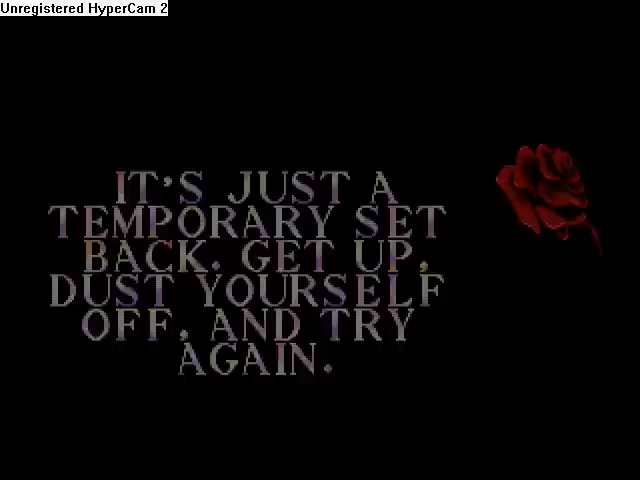 Unregistered HyperCam 2
IT'S JUST A
TEMPORARY SET
BACK. GET UP,
DUST YOURSELF
OFF, AND TRY
AGAIN.